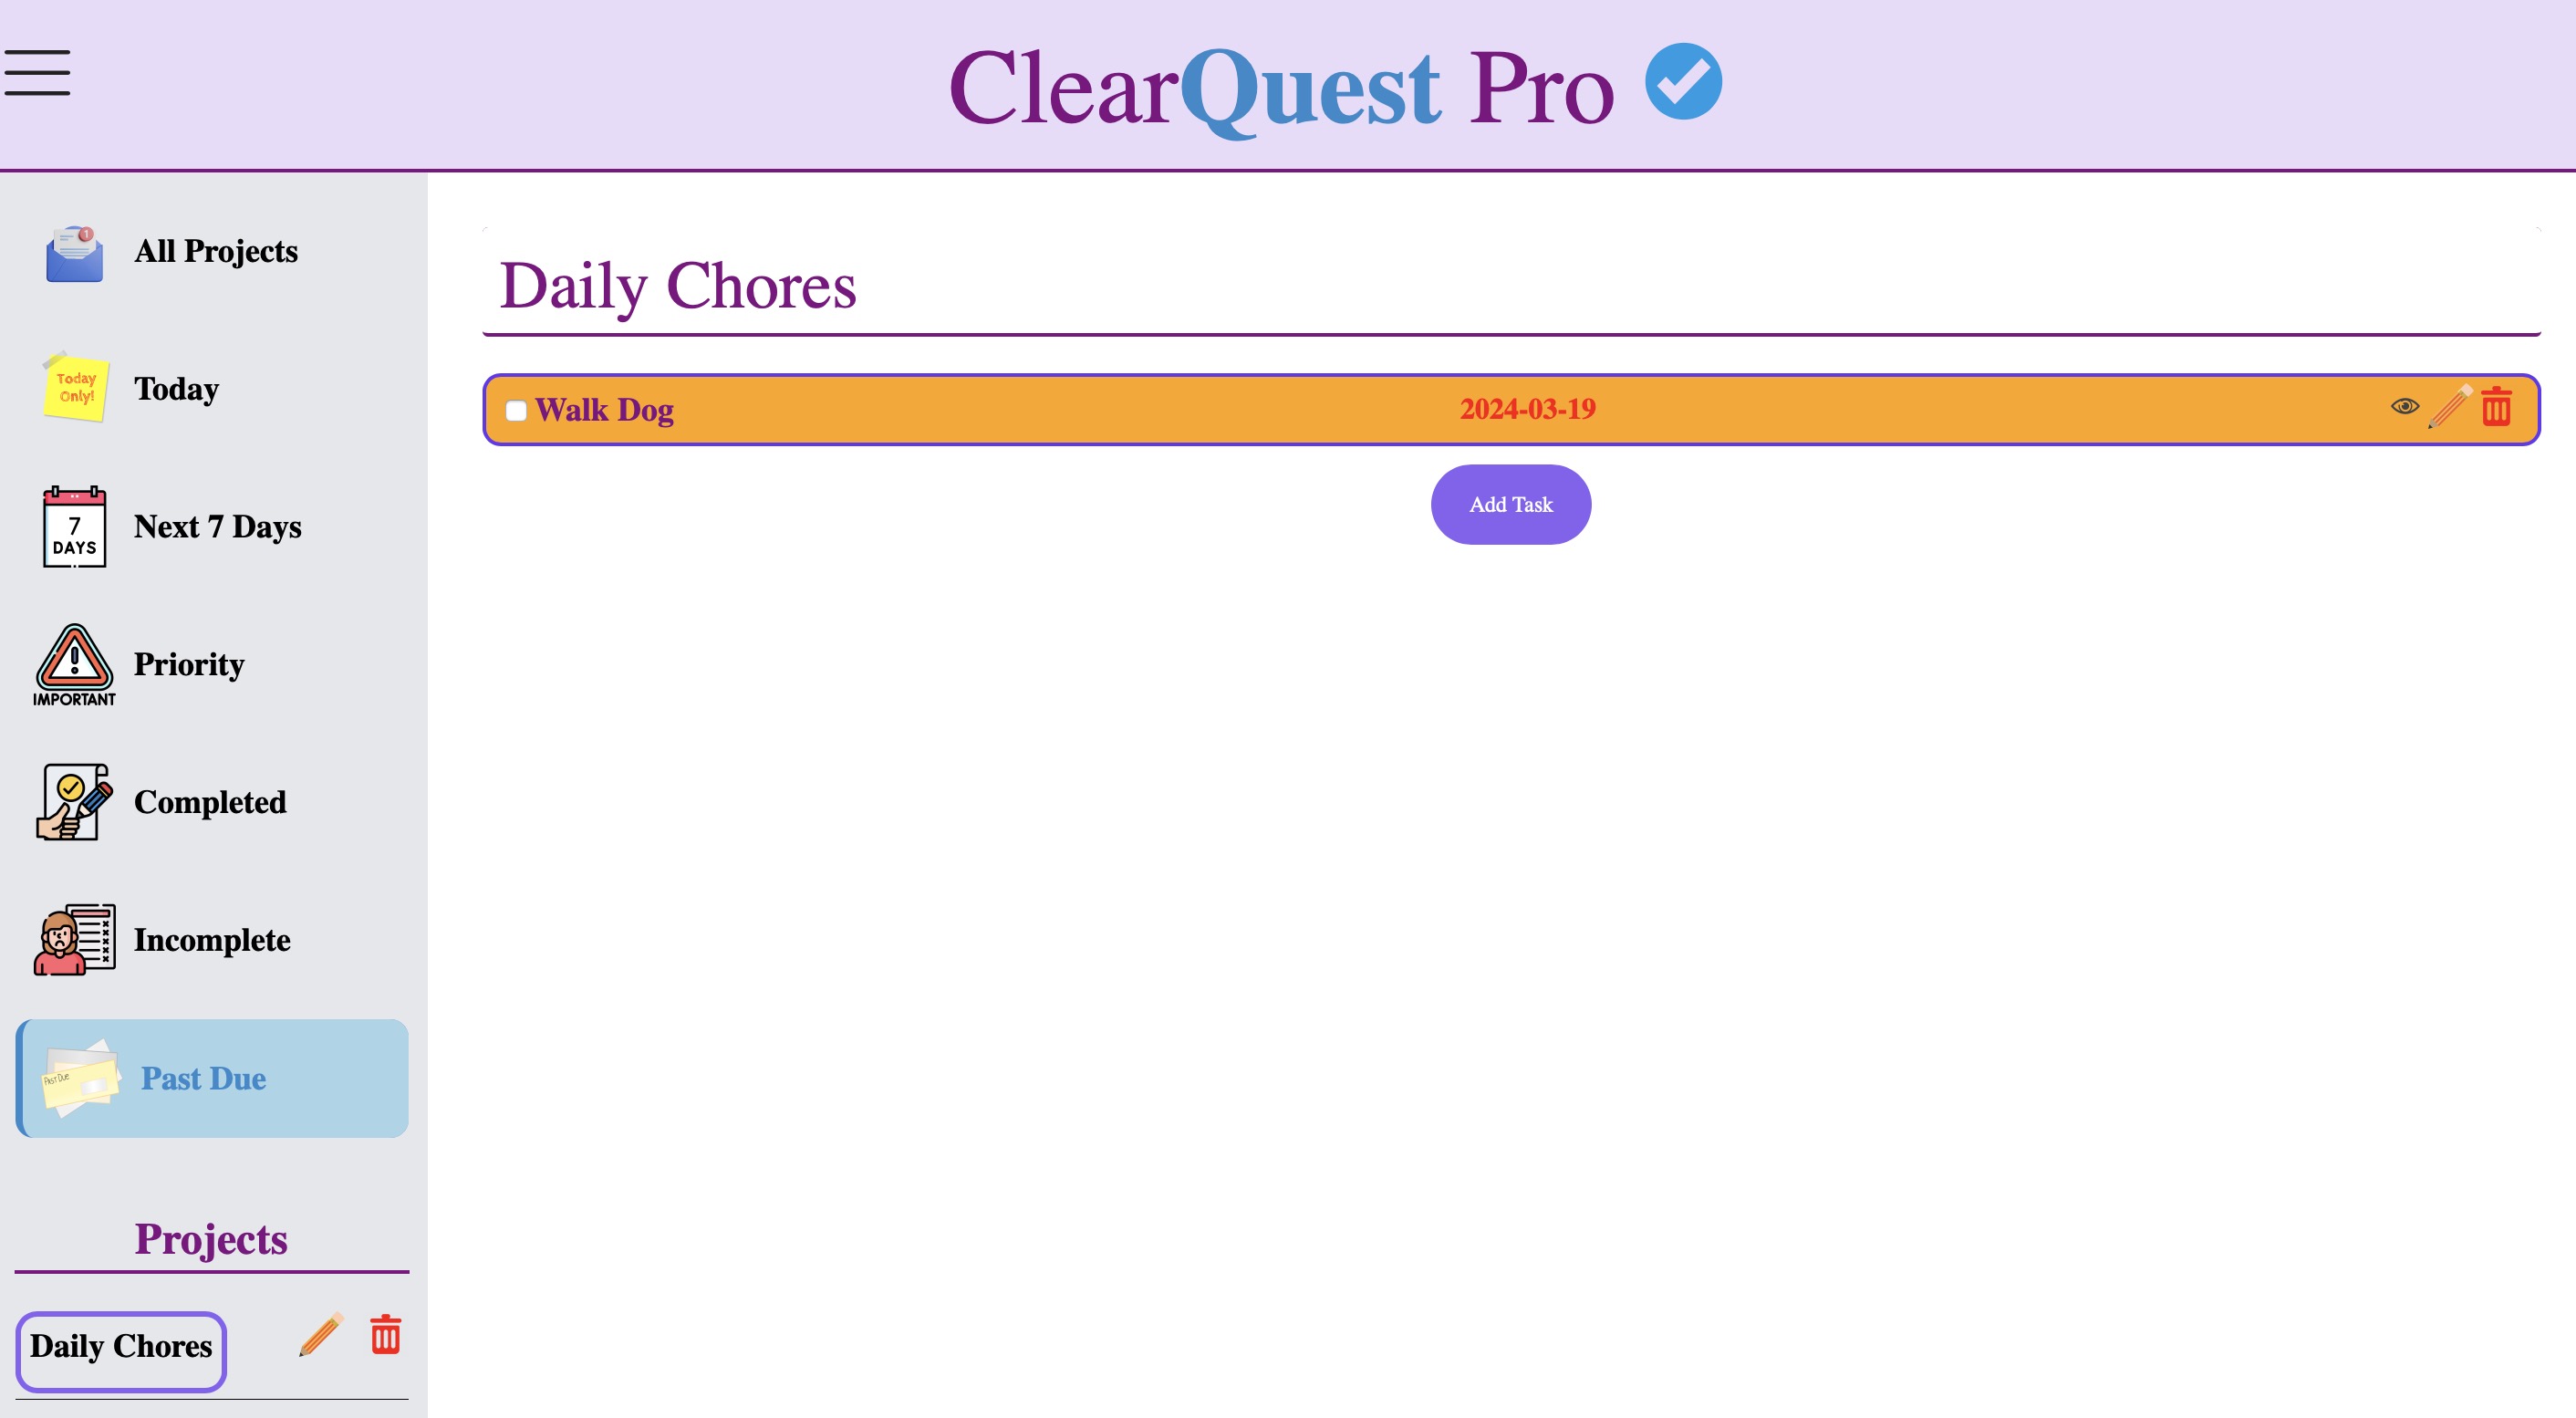 ClearQuest Pro
1
All Projects
Today
Only!
Today
7
DAYS
Next 7 Days
IMPORTANT
Priority
Completed
Incomplete
Past Due
Past Due
Projects
Daily Chores
Daily Chores
Walk Dog 2024-03-19
Add Task